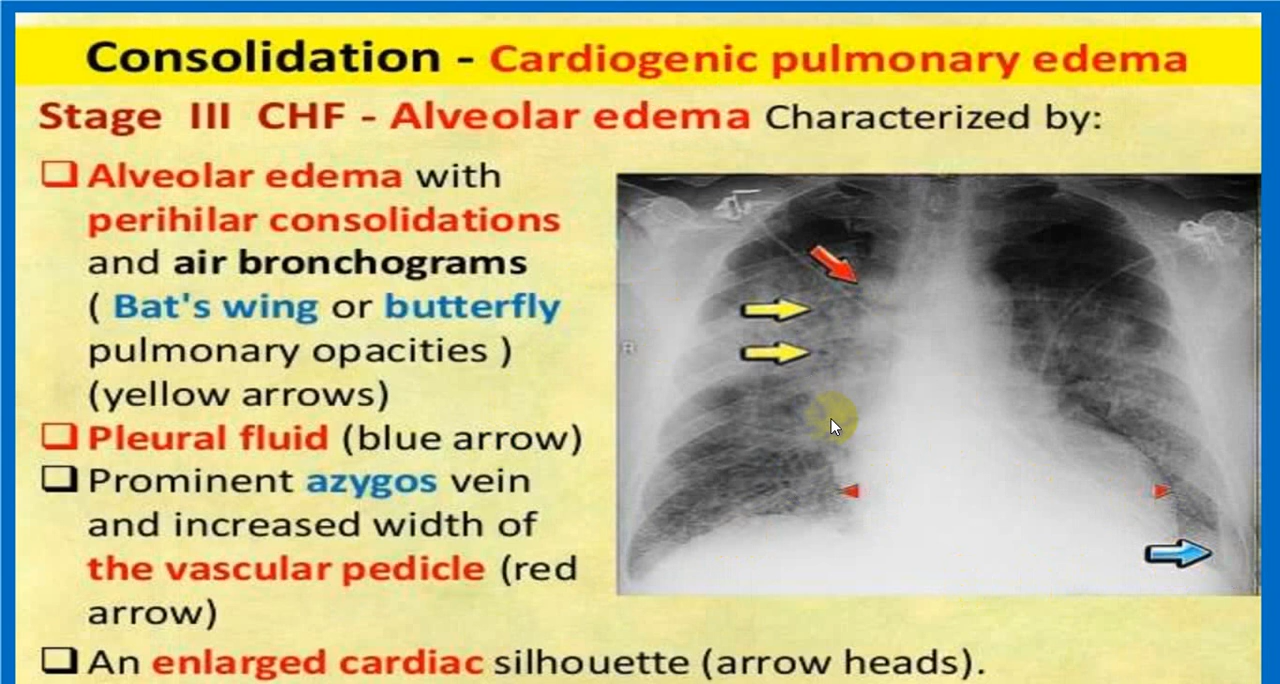 Consolidation - Cardiogenic pulmonary edema
Stage III CHF - Alveolar edema Characterized by:
❑ Alveolar edema with
perihilar consolidations
and air bronchograms
( Bat's wing or butterfly
pulmonary opacities )
(yellow arrows)
❑ Pleural fluid (blue arrow)
❑ Prominent azygos vein
and increased width of
the vascular pedicle (red
arrow)
❑ An enlarged cardiac silhouette (arrow heads).
R